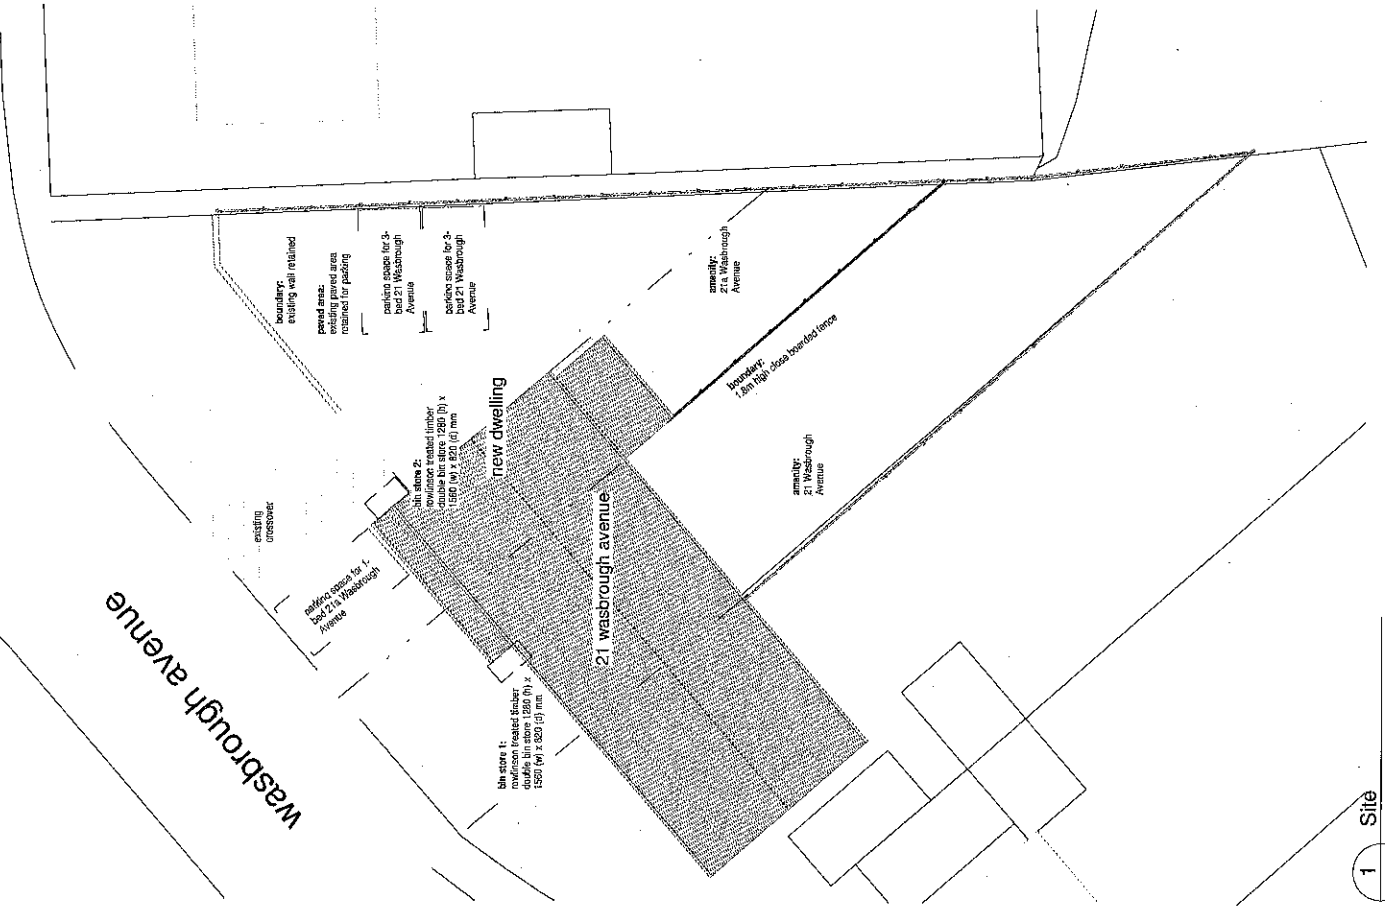 wasbrough avenue
existing
crossover
boundary:
existing wall retained
paved area:
existing paved area
retained for parking
parking space for 3-
bed 21 Wasbrough
Avenue
parking space for 3-
bed 21 Wasbrough
Avenue
parking space for 1-
bed 21a Wasbrough
Avenue
bin store 2:
rowlinson treated timber
double bin store 1280 (h) x
1560 (w) x 820 (d) mm
new dwelling
21 wasbrough avenue
bin store 1:
rowlinson treated timber
double bin store 1280 (h) x
1560 (w) x 820 (d) mm
amenity:
21a Wasbrough
Avenue
boundary:
1.8m high close boarded fence
amenity:
21 Wasbrough
Avenue
1
Site